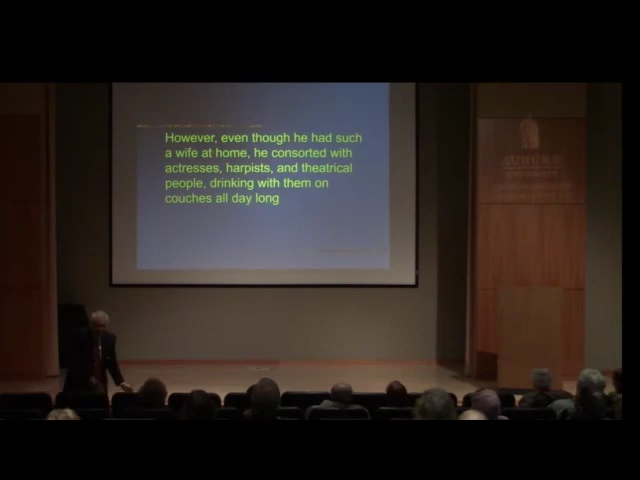 However, even though he had such
a wife at home, he consorted with
actresses, harpists, and theatrical
people, drinking with them on
couches all day long
AUBURN